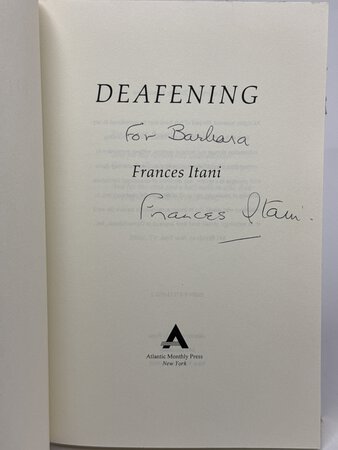 DEAFENING
For Barbara
Frances Itani
Frances Itani.
Atlantic Monthly Press
New York